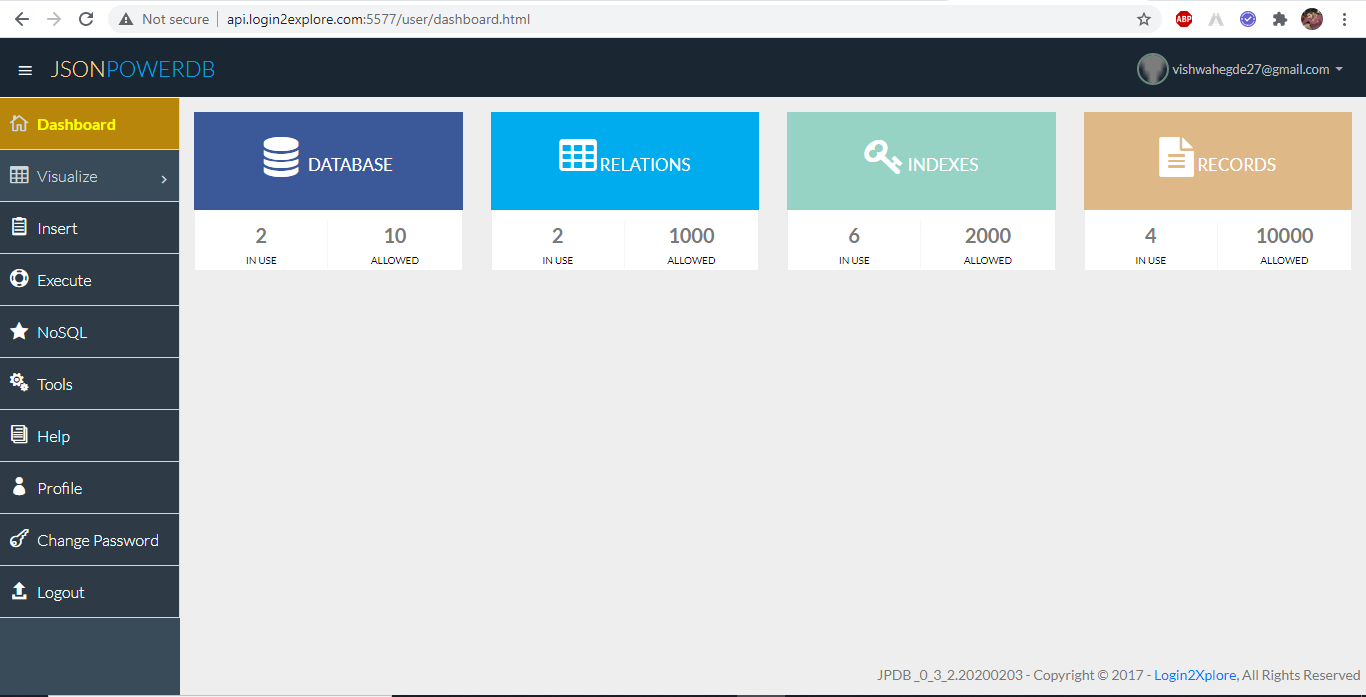 Not secure | api.login2explore.com:5577/user/dashboard.html
ABP
JSONPOWERDB
vishwahegde27@gmail.com
Dashboard
Visualize
Insert
Execute
NoSQL
Tools
Help
Profile
Change Password
Logout
DATABASE
2 10
IN USE ALLOWED
RELATIONS
2 1000
IN USE ALLOWED
INDEXES
6 2000
IN USE ALLOWED
RECORDS
4 10000
IN USE ALLOWED
JPDB _0_3_2.20200203 - Copyright © 2017 - Login2Xplore, All Rights Reserved